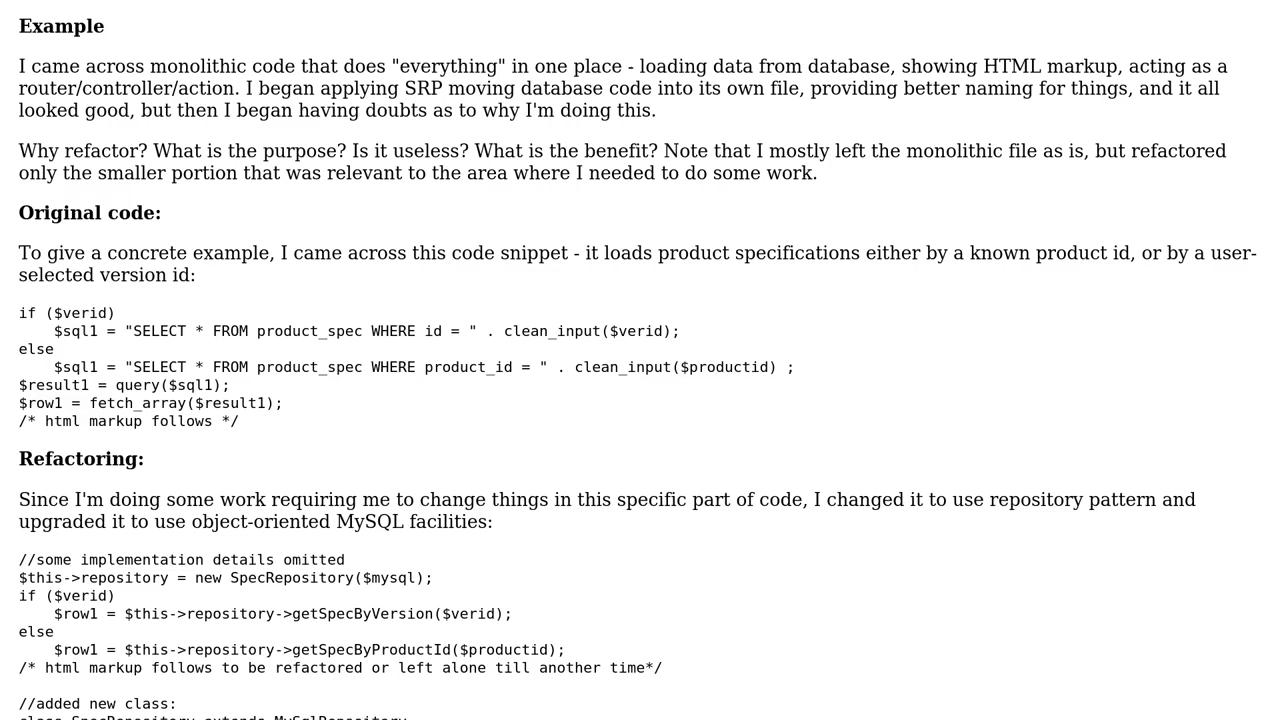 Example
I came across monolithic code that does "everything" in one place - loading data from database, showing HTML markup, acting as a
router/controller/action. I began applying SRP moving database code into its own file, providing better naming for things, and it all
looked good, but then I began having doubts as to why I'm doing this.
Why refactor? What is the purpose? Is it useless? What is the benefit? Note that I mostly left the monolithic file as is, but refactored
only the smaller portion that was relevant to the area where I needed to do some work.
Original code:
To give a concrete example, I came across this code snippet - it loads product specifications either by a known product id, or by a user-
selected version id:
if ($verid)
    $sql1 = "SELECT * FROM product_spec WHERE id = " . clean_input($verid);
else
    $sql1 = "SELECT * FROM product_spec WHERE product_id = " . clean_input($productid) ;
$result1 = query($sql1);
$row1 = fetch_array($result1);
/* html markup follows */
Refactoring:
Since I'm doing some work requiring me to change things in this specific part of code, I changed it to use repository pattern and
upgraded it to use object-oriented MySQL facilities:
//some implementation details omitted
$this->repository = new SpecRepository($mysql);
if ($verid)
    $row1 = $this->repository->getSpecByVersion($verid);
else
    $row1 = $this->repository->getSpecByProductId($productid);
/* html markup follows to be refactored or left alone till another time*/
//added new class:
class SpecRepository extends MySqlRepository